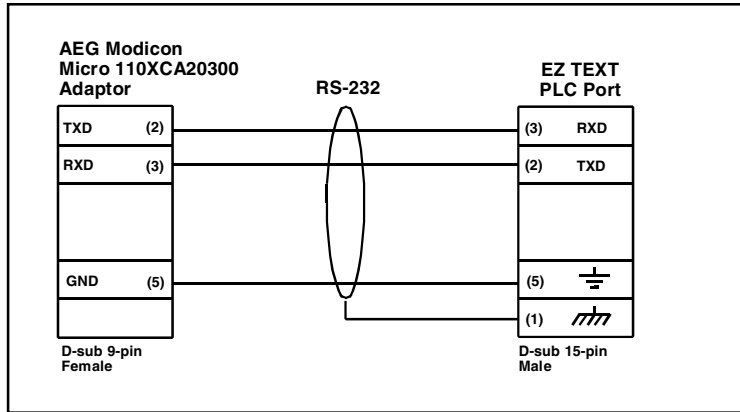 AEG Modicon
Micro 110XCA20300
Adaptor
RS-232
EZ TEXT
PLC Port
TXD (2)
(3) RXD
RXD (3)
(2) TXD
GND (5)
(5)
(1)
D-sub 9-pin
Female
D-sub 15-pin
Male